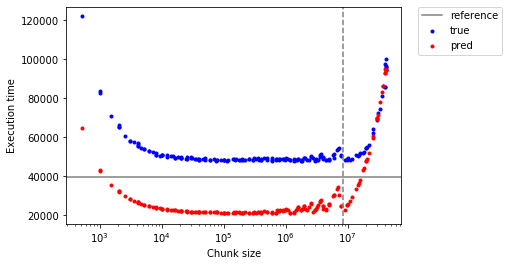 120000
100000
80000
60000
40000
20000
Execution time
10³
10⁴
10⁵
10⁶
10⁷
Chunk size
reference
true
pred